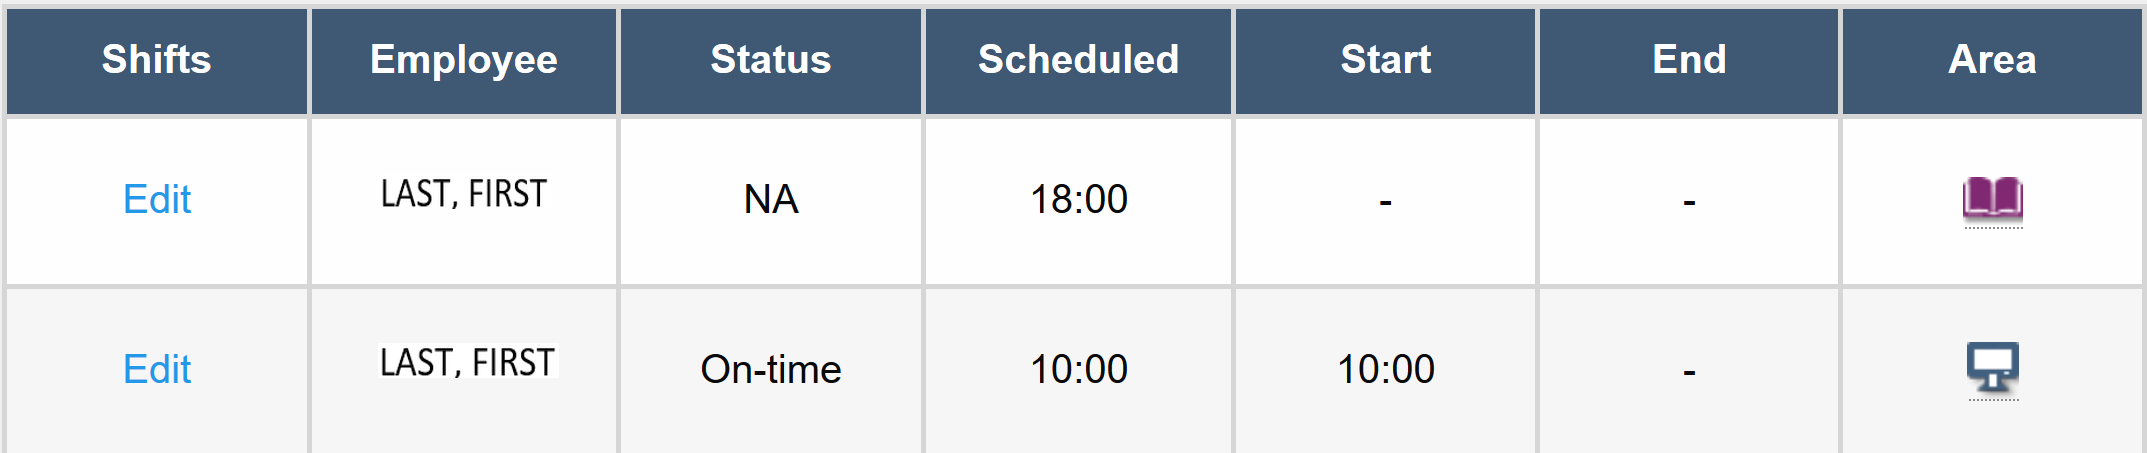 Shifts Employee Status Scheduled Start End Area
Edit LAST, FIRST NA 18:00 - -
Edit LAST, FIRST On-time 10:00 10:00 -